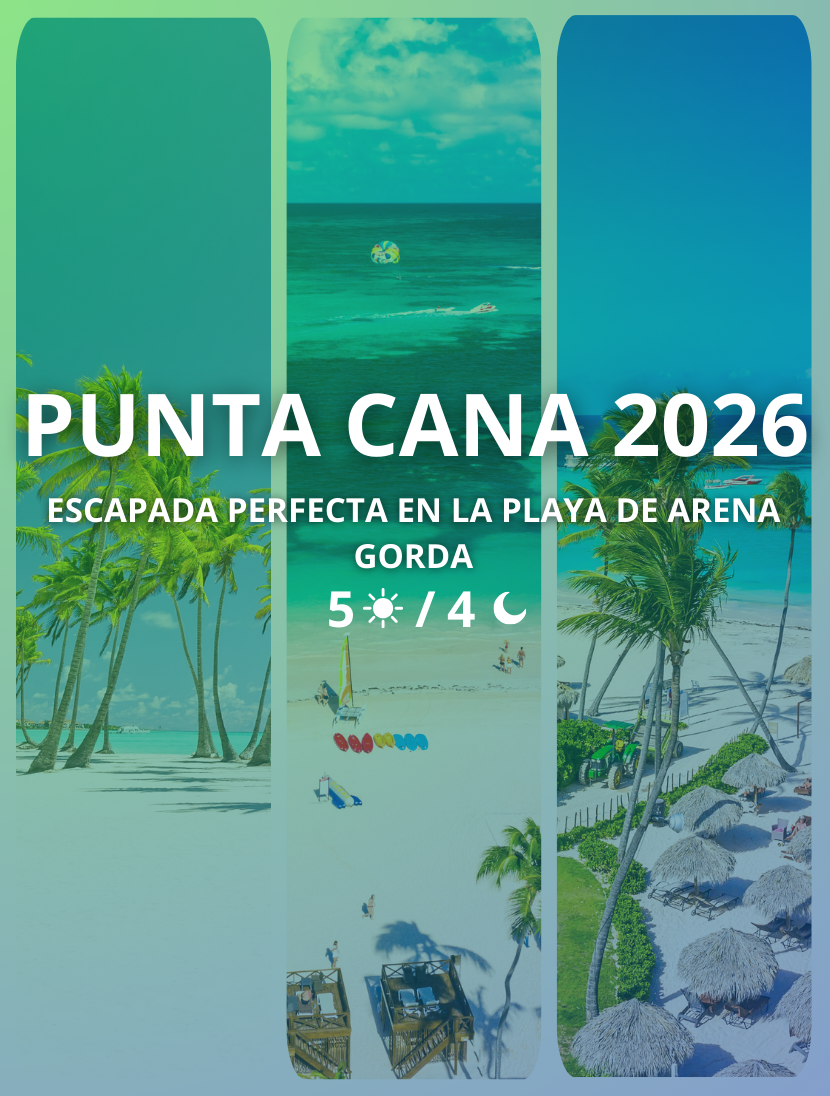 PUNTA CANA 2026
ESCAPADA PERFECTA EN LA PLAYA DE ARENA
GORDA
5 / 4